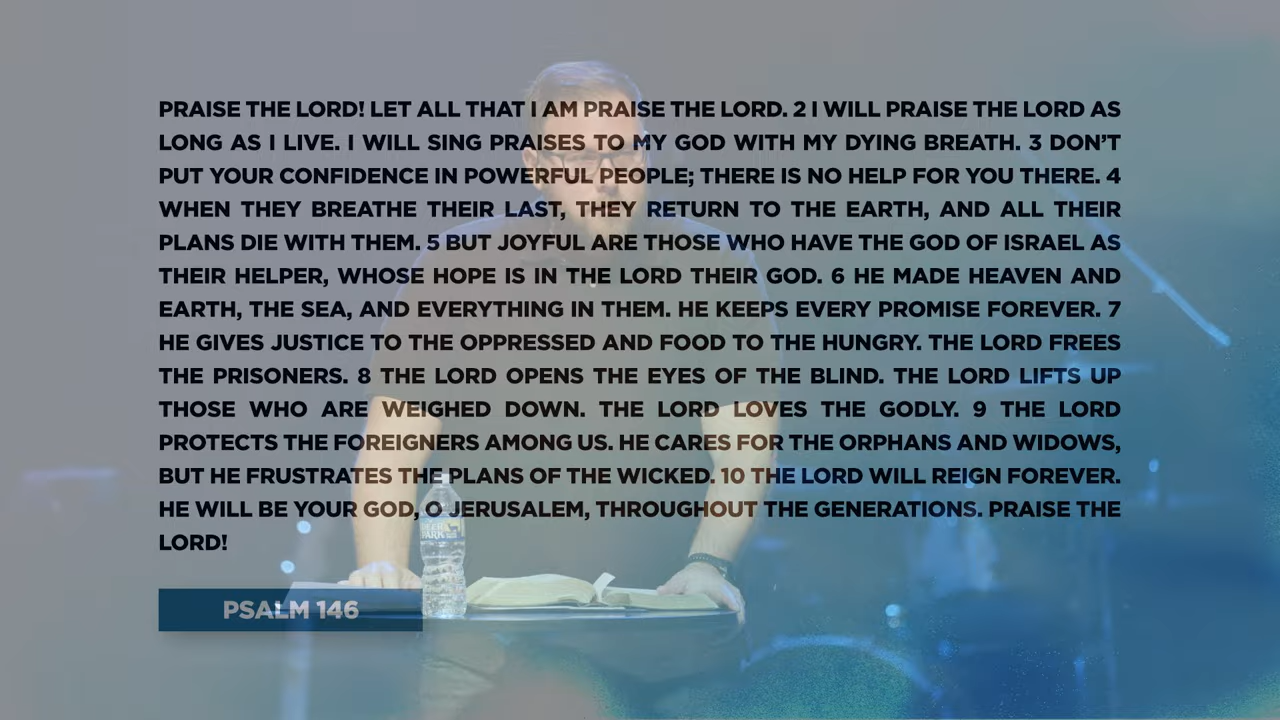 PRAISE THE LORD! LET ALL THAT I AM PRAISE THE LORD. 2 I WILL PRAISE THE LORD AS
LONG AS I LIVE. I WILL SING PRAISES TO MY GOD WITH MY DYING BREATH. 3 DON’T
PUT YOUR CONFIDENCE IN POWERFUL PEOPLE; THERE IS NO HELP FOR YOU THERE. 4
WHEN THEY BREATHE THEIR LAST, THEY RETURN TO THE EARTH, AND ALL THEIR
PLANS DIE WITH THEM. 5 BUT JOYFUL ARE THOSE WHO HAVE THE GOD OF ISRAEL AS
THEIR HELPER, WHOSE HOPE IS IN THE LORD THEIR GOD. 6 HE MADE HEAVEN AND
EARTH, THE SEA, AND EVERYTHING IN THEM. HE KEEPS EVERY PROMISE FOREVER. 7
HE GIVES JUSTICE TO THE OPPRESSED AND FOOD TO THE HUNGRY. THE LORD FREES
THE PRISONERS. 8 THE LORD OPENS THE EYES OF THE BLIND. THE LORD LIFTS UP
THOSE WHO ARE WEIGHED DOWN. THE LORD LOVES THE GODLY. 9 THE LORD
PROTECTS THE FOREIGNERS AMONG US. HE CARES FOR THE ORPHANS AND WIDOWS,
BUT HE FRUSTRATES THE PLANS OF THE WICKED. 10 THE LORD WILL REIGN FOREVER.
HE WILL BE YOUR GOD, O JERUSALEM, THROUGHOUT THE GENERATIONS. PRAISE THE
LORD!
DEER
PARK
PSALM 146